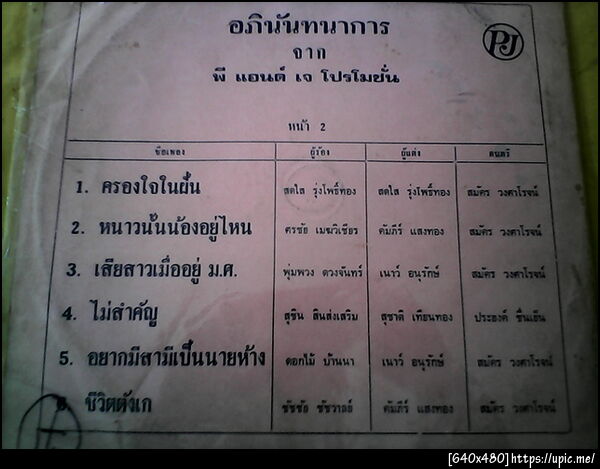 อภินันทนาการ
PJ
จาก
พี แอนด์ เจ โปรโมชั่น
หน้า 2
ชื่อเพลง ผู้ร้อง ผู้แต่ง ดนตรี
1. ครองใจในฝัน สดใส รุ่งโพธิ์ทอง สดใส รุ่งโพธิ์ทอง สมัคร วงศาโรจน์
2. หนาวนั้นน้องอยู่ไหน ศรชัย เมฆวิเชียร คัมภีร์ แสงทอง สมัคร วงศาโรจน์
3. เสียสาวเมื่ออยู่ ม.ศ. พุ่มพวง ดวงจันทร์ เนาว์ อนุรักษ์ สมัคร วงศาโรจน์
4. ไม่สำคัญ สุชิน สินส่งเสริม สุชาติ เทียนทอง ประยงค์ ชื่นเย็น
5. อยากมีสามีเป็นนายห้าง ดอกไม้ บ้านนา เนาว์ อนุรักษ์ สมัคร วงศาโรจน์
6. ชีวิตตังเก ชัชชัย ชัชวาลย์ คัมภีร์ แสงทอง สมัคร วงศาโรจน์
[640x480]https://upic.me/